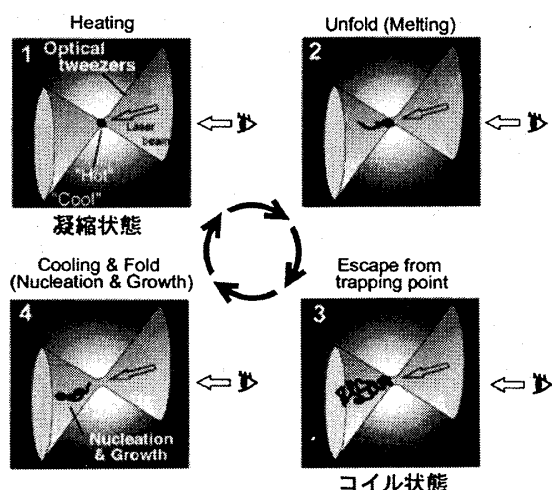 Heating
1
Optical
tweezers
Laser
beam
"Hot"
"Cool"
凝縮状態
Unfold (Melting)
2
Escape from
trapping point
3
コイル状態
Cooling & Fold
(Nucleation & Growth)
4
Nucleation
& Growth